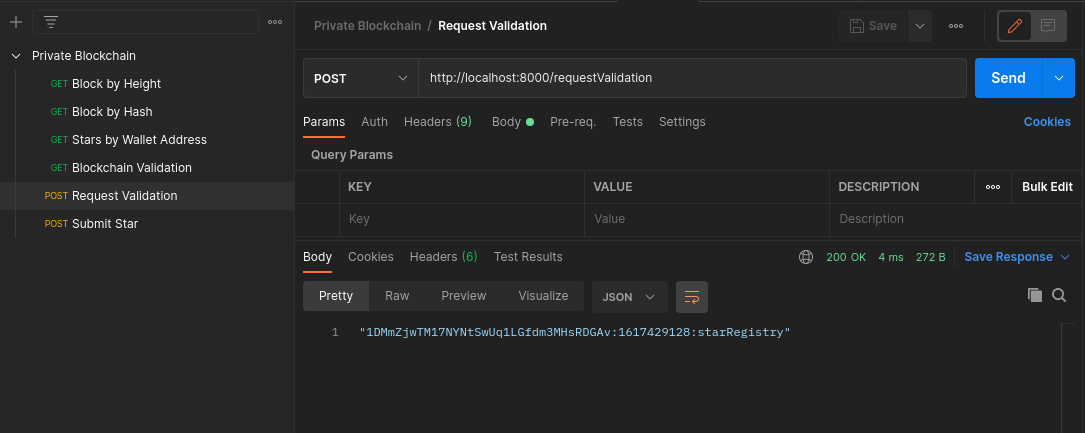 Private Blockchain
GET Block by Height
GET Block by Hash
GET Stars by Wallet Address
GET Blockchain Validation
POST Request Validation
POST Submit Star
Private Blockchain / Request Validation
Save
POST http://localhost:8000/requestValidation Send
Params Auth Headers (9) Body Pre-req. Tests Settings Cookies
Query Params
KEY VALUE DESCRIPTION Bulk Edit
Key Value Description
Body Cookies Headers (6) Test Results 200 OK 4 ms 272 B Save Response
Pretty Raw Preview Visualize JSON
1 "1DMmZjwTM17NYNtSwUq1LGfdm3MHsRDGAv:1617429128:starRegistry"